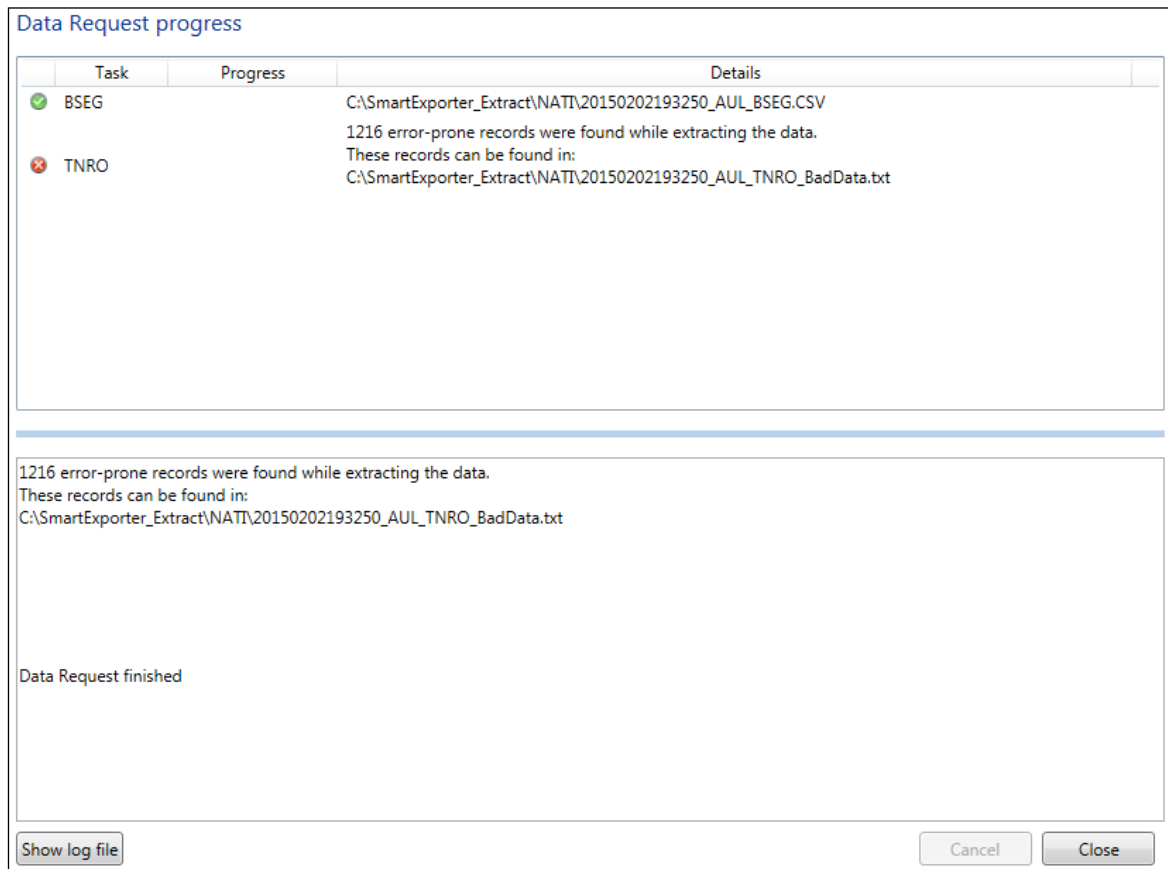 Data Request progress
Task Progress Details
BSEG C:\SmartExporter_Extract\NATI\20150202193250_AUL_BSEG.CSV
1216 error-prone records were found while extracting the data.
TNRO These records can be found in:
C:\SmartExporter_Extract\NATI\20150202193250_AUL_TNRO_BadData.txt
1216 error-prone records were found while extracting the data.
These records can be found in:
C:\SmartExporter_Extract\NATI\20150202193250_AUL_TNRO_BadData.txt
Data Request finished
Show log file Cancel Close